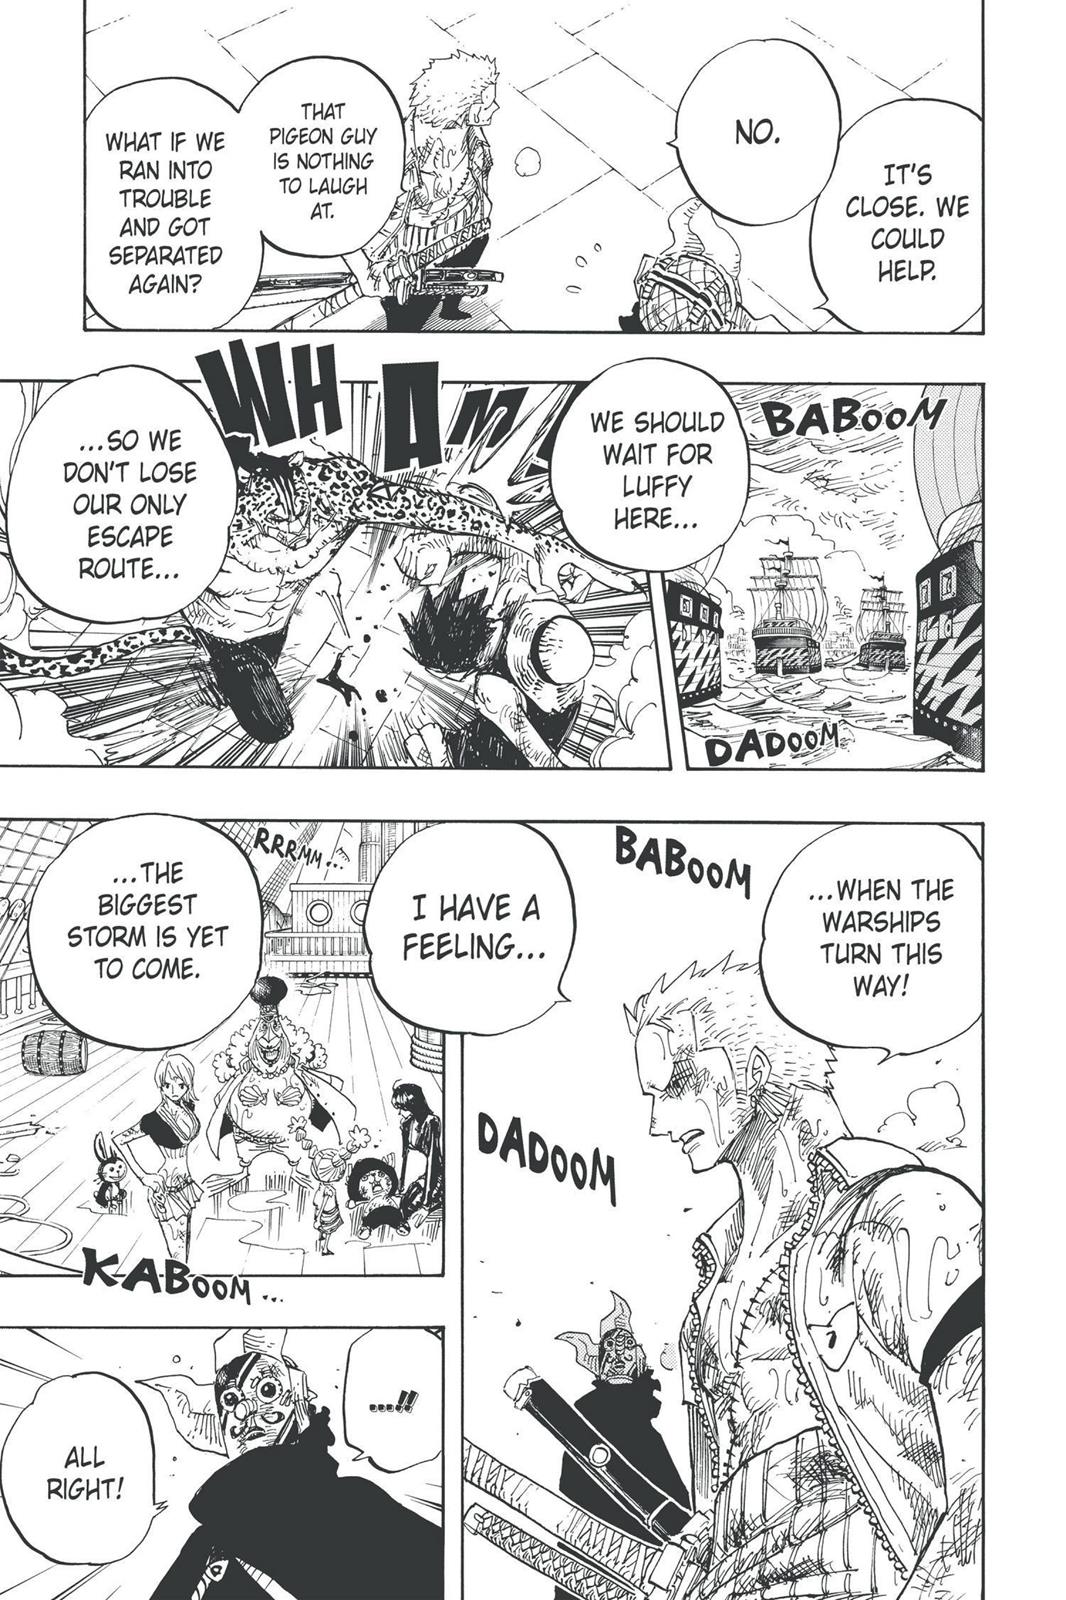 IT'S
CLOSE. WE
COULD
HELP.
NO.
THAT
PIGEON GUY
IS NOTHING
TO LAUGH
AT.
WHAT IF WE
RAN INTO
TROUBLE
AND GOT
SEPARATED
AGAIN?
BABOOM
DADOOM
WE SHOULD
WAIT FOR
LUFFY
HERE...
WHAM
...SO WE
DON'T LOSE
OUR ONLY
ESCAPE
ROUTE...
...WHEN THE
WARSHIPS
TURN THIS
WAY!
BABOOM
DADOOM
I HAVE A
FEELING...
RRRMM...
...THE
BIGGEST
STORM IS YET
TO COME.
KABOOM...
...!!
ALL
RIGHT!